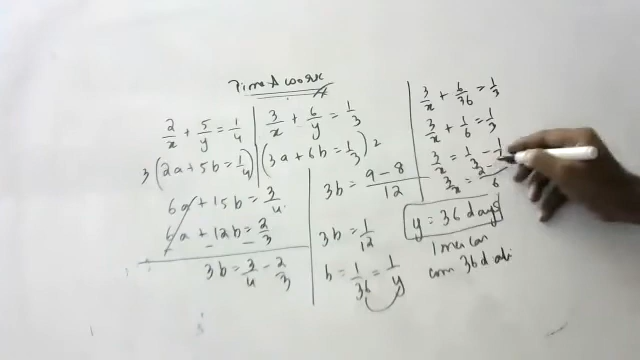 Time & work
2/x + 5/y = 1/4
3(2a + 5b = 1/4)
6a + 15b = 3/4
6a + 12b = 2/3
3b = 3/4 - 2/3
3/x + 6/y = 1/3
(3a + 6b = 1/3) 2
3b = 9 - 8/12
3b = 1/12
b = 1/36 = 1/y
3/x + 6/36 = 1/3
3/x + 1/6 = 1/3
3/x = 1/3 - 1/
3/x = 2 - /6
y = 36 days
1 men can
com 36 d